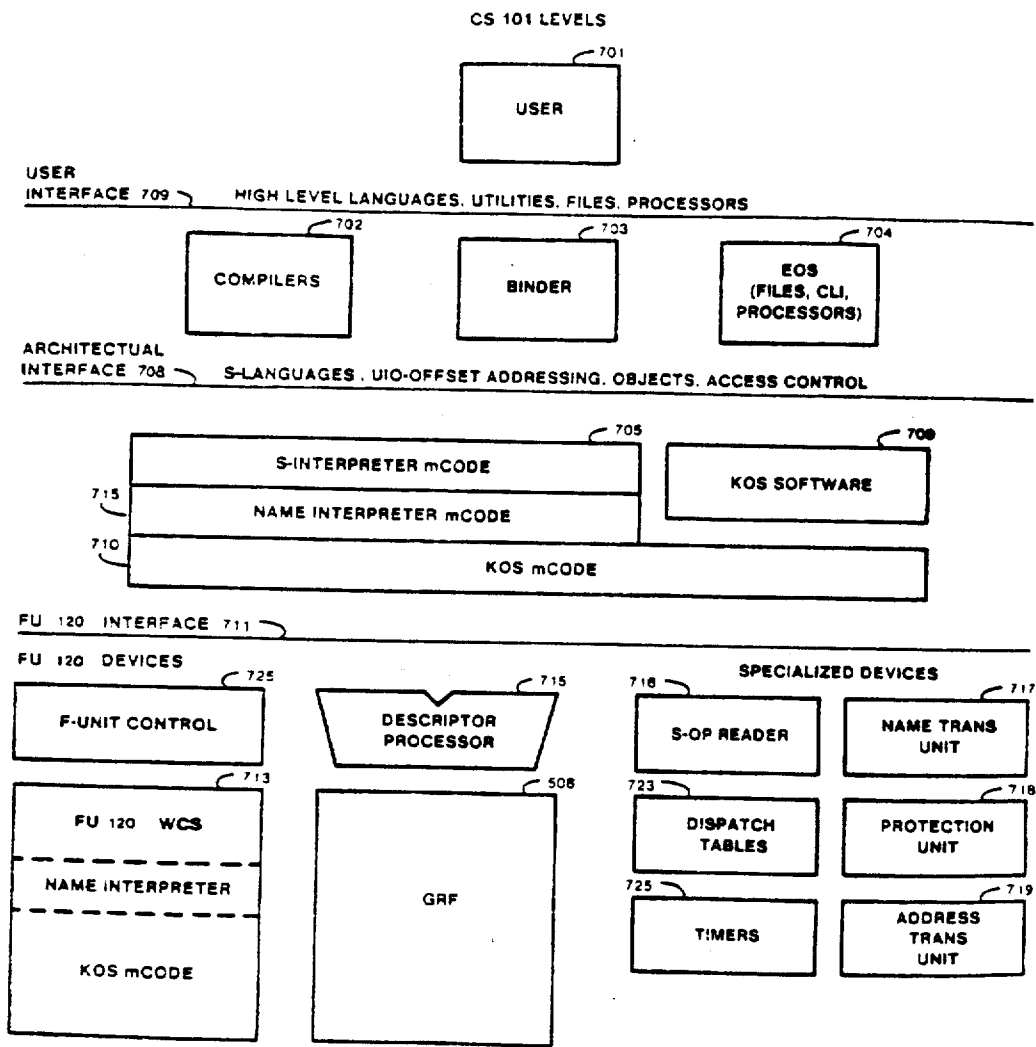 CS 101 LEVELS
701
USER
USER
INTERFACE 709 HIGH LEVEL LANGUAGES, UTILITIES, FILES, PROCESSORS
702 703 704
COMPILERS BINDER EOS
(FILES, CLI,
PROCESSORS)
ARCHITECTUAL
INTERFACE 708 S-LANGUAGES, UIO-OFFSET ADDRESSING, OBJECTS, ACCESS CONTROL
705
S-INTERPRETER mCODE
KOS SOFTWARE
715
NAME INTERPRETER mCODE
710
KOS mCODE
FU 120 INTERFACE 711
FU 120 DEVICES SPECIALIZED DEVICES
725 715 716 717
F-UNIT CONTROL DESCRIPTOR
PROCESSOR S-OP READER NAME TRANS
UNIT
713 723 718
FU 120 WCS DISPATCH
TABLES PROTECTION
UNIT
NAME INTERPRETER
GRF
725 719
TIMERS ADDRESS
TRANS
UNIT
KOS mCODE